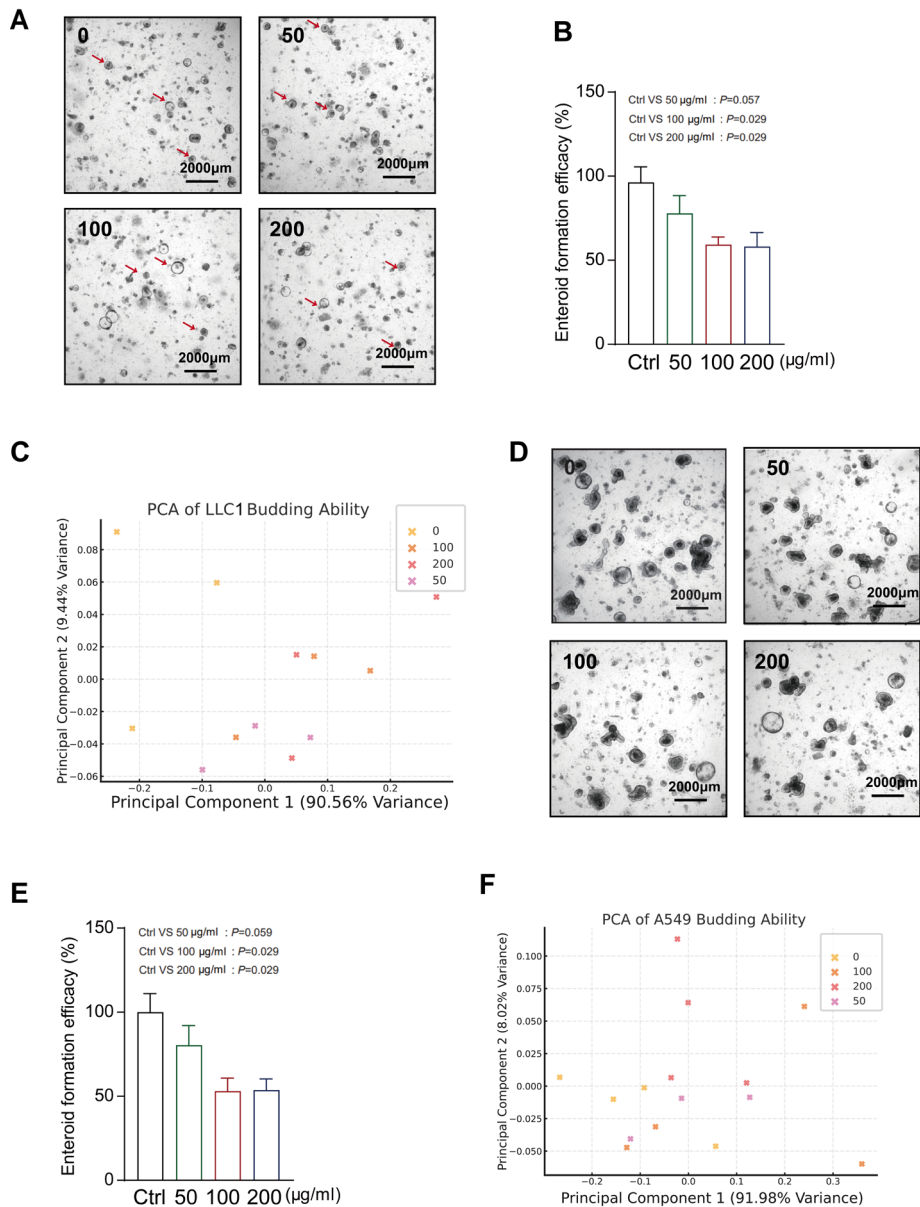 A
0
2000μm
50
2000μm
100
2000μm
200
2000μm
B
Enteroid formation efficacy (%)
150
100
50
0
Ctrl VS 50 μg/ml : P=0.057
Ctrl VS 100 μg/ml : P=0.029
Ctrl VS 200 μg/ml : P=0.029
Ctrl 50 100 200 (μg/ml)
C
PCA of LLC1 Budding Ability
Principal Component 2 (9.44% Variance)
0.08
0.06
0.04
0.02
0.00
−0.02
−0.04
−0.06
0
100
200
50
−0.2 −0.1 0.0 0.1 0.2
Principal Component 1 (90.56% Variance)
D
0
2000μm
50
2000μm
100
2000μm
200
2000pm
E
Enteroid formation efficacy (%)
150
100
50
0
Ctrl VS 50 μg/ml : P=0.059
Ctrl VS 100 μg/ml : P=0.029
Ctrl VS 200 μg/ml : P=0.029
Ctrl 50 100 200 (μg/ml)
F
PCA of A549 Budding Ability
Principal Component 2 (8.02% Variance)
0.100
0.075
0.050
0.025
0.000
−0.025
−0.050
0
100
200
50
−0.2 −0.1 0.0 0.1 0.2 0.3
Principal Component 1 (91.98% Variance)